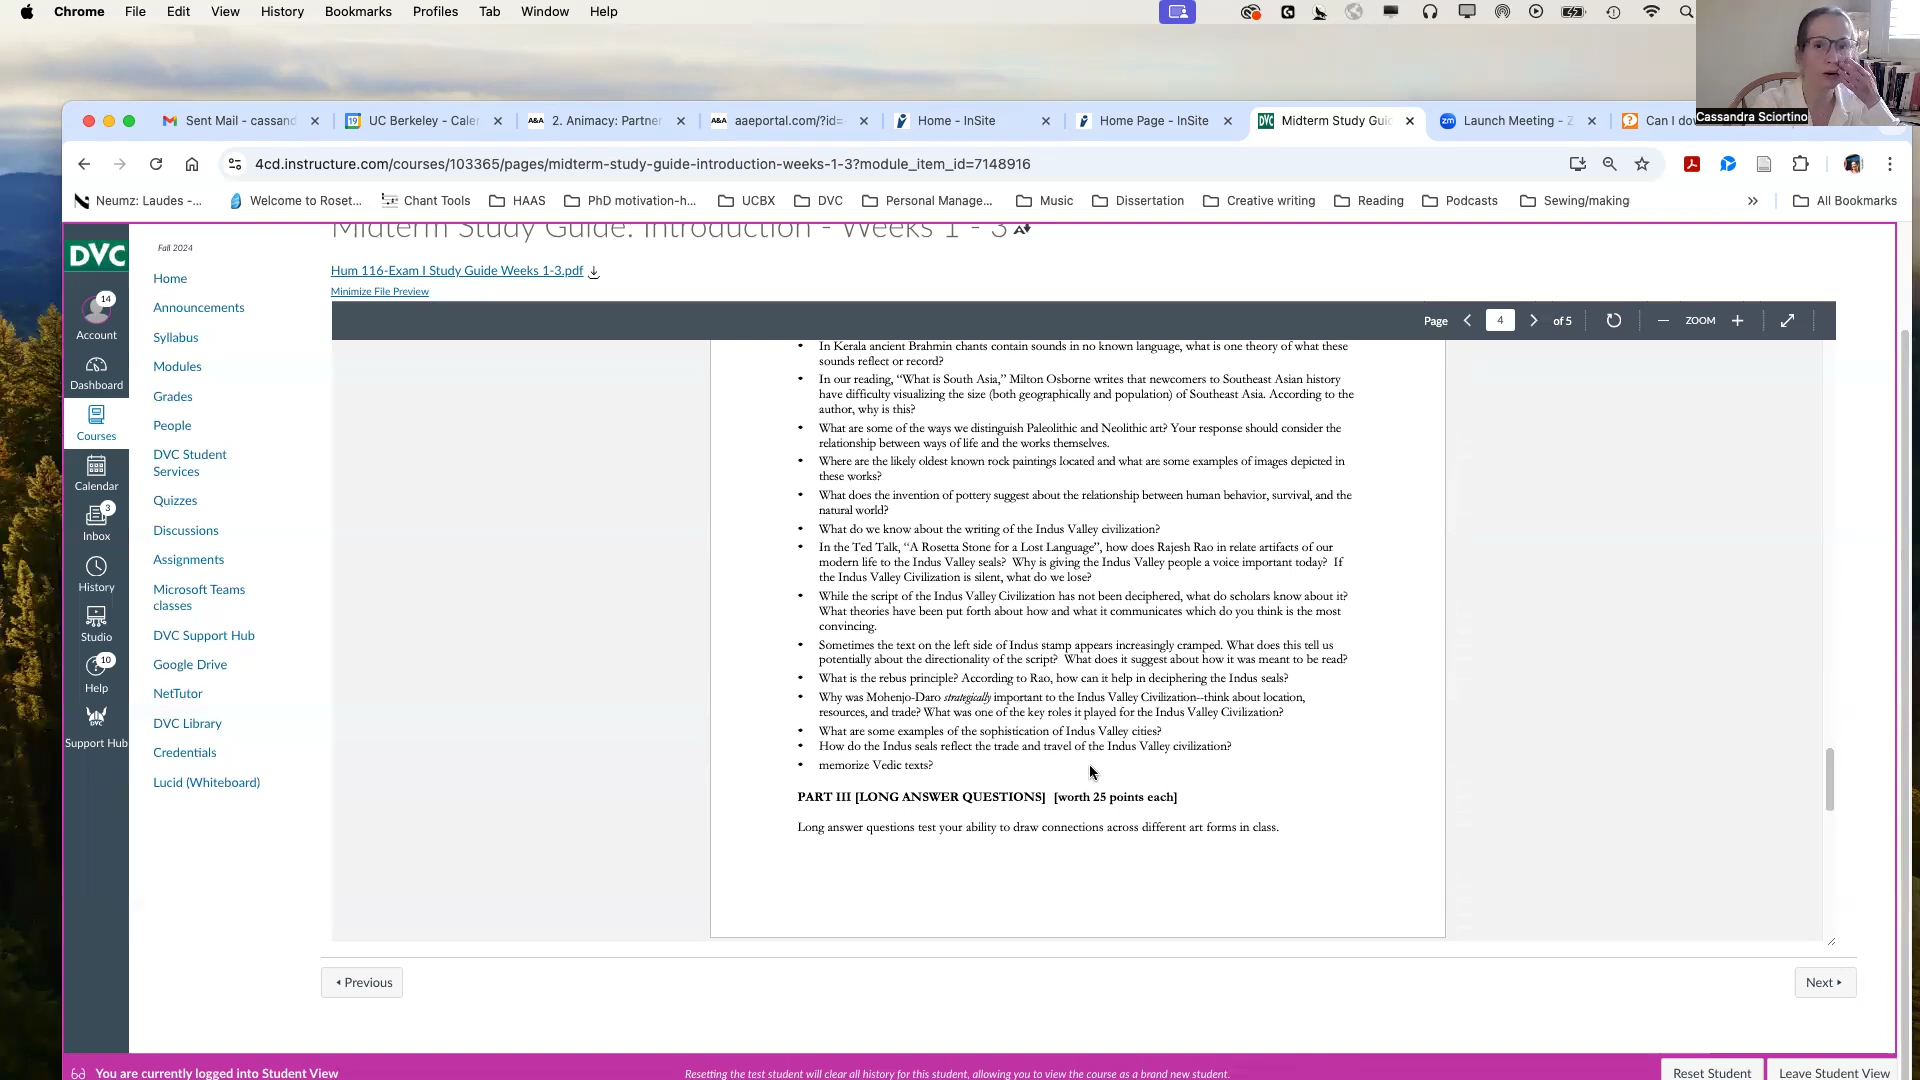 Chrome File Edit View History Bookmarks Profiles Tab Window Help
Cassandra Sciortino
Sent Mail - cassand
UC Berkeley - Caler
2. Animacy: Partner
aaeportal.com/?id=
Home - InSite
Home Page - InSite
Midterm Study Guid
Launch Meeting - Z
Can I do
4cd.instructure.com/courses/103365/pages/midterm-study-guide-introduction-weeks-1-3?module_item_id=7148916
Neumz: Laudes -... Welcome to Roset... Chant Tools HAAS PhD motivation-h... UCBX DVC Personal Manage... Music Dissertation Creative writing Reading Podcasts Sewing/making » All Bookmarks
DVC
14
Account
Dashboard
Courses
Calendar
3
Inbox
History
Studio
10
Help
DVC
Support Hub
Fall 2024
Home
Announcements
Syllabus
Modules
Grades
People
DVC Student
Services
Quizzes
Discussions
Assignments
Microsoft Teams
classes
DVC Support Hub
Google Drive
NetTutor
DVC Library
Credentials
Lucid (Whiteboard)
Midterm Study Guide: Introduction - Weeks 1 - 3
Hum 116-Exam I Study Guide Weeks 1-3.pdf
Minimize File Preview
Page 4 of 5 ZOOM
• In Kerala ancient Brahmin chants contain sounds in no known language, what is one theory of what these
sounds reflect or record?
• In our reading, “What is South Asia,” Milton Osborne writes that newcomers to Southeast Asian history
have difficulty visualizing the size (both geographically and population) of Southeast Asia. According to the
author, why is this?
• What are some of the ways we distinguish Paleolithic and Neolithic art? Your response should consider the
relationship between ways of life and the works themselves.
• Where are the likely oldest known rock paintings located and what are some examples of images depicted in
these works?
• What does the invention of pottery suggest about the relationship between human behavior, survival, and the
natural world?
• What do we know about the writing of the Indus Valley civilization?
• In the Ted Talk, “A Rosetta Stone for a Lost Language”, how does Rajesh Rao in relate artifacts of our
modern life to the Indus Valley seals? Why is giving the Indus Valley people a voice important today? If
the Indus Valley Civilization is silent, what do we lose?
• While the script of the Indus Valley Civilization has not been deciphered, what do scholars know about it?
What theories have been put forth about how and what it communicates which do you think is the most
convincing.
• Sometimes the text on the left side of Indus stamp appears increasingly cramped. What does this tell us
potentially about the directionality of the script? What does it suggest about how it was meant to be read?
• What is the rebus principle? According to Rao, how can it help in deciphering the Indus seals?
• Why was Mohenjo-Daro strategically important to the Indus Valley Civilization--think about location,
resources, and trade? What was one of the key roles it played for the Indus Valley Civilization?
• What are some examples of the sophistication of Indus Valley cities?
• How do the Indus seals reflect the trade and travel of the Indus Valley civilization?
• memorize Vedic texts?
PART III [LONG ANSWER QUESTIONS] [worth 25 points each]
Long answer questions test your ability to draw connections across different art forms in class.
Previous
Next
You are currently logged into Student View
Resetting the test student will clear all history for this student, allowing you to view the course as a brand new student.
Reset Student
Leave Student View